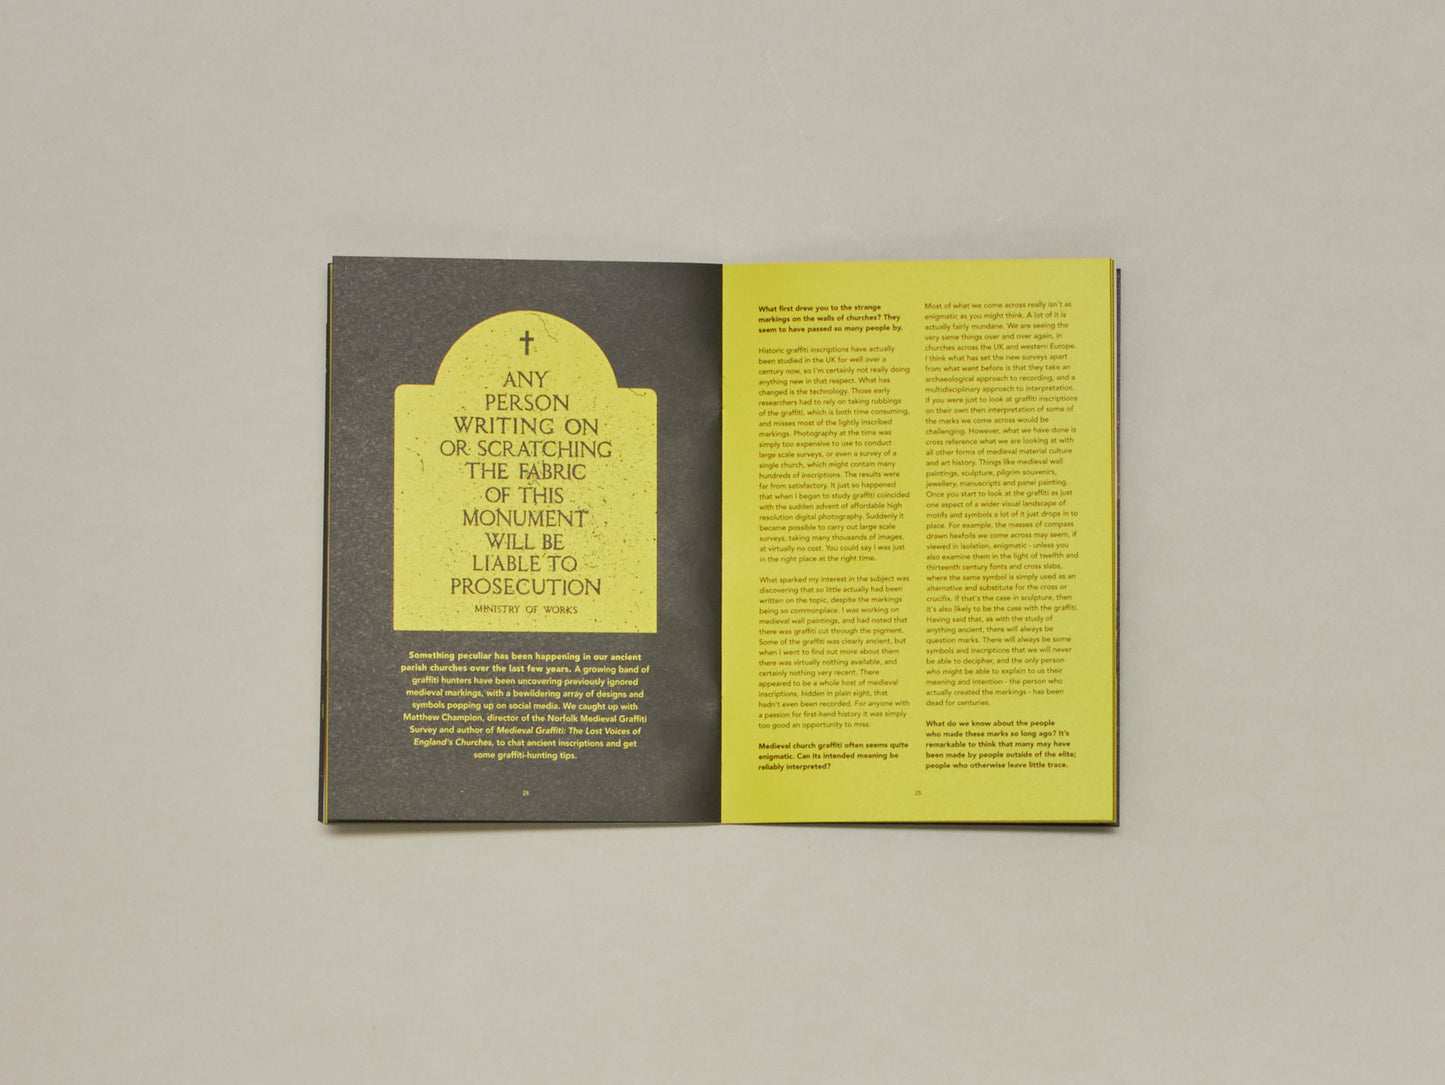 ✝
ANY
PERSON
WRITING ON
OR SCRATCHING
THE FABRIC
OF THIS
MONUMENT
WILL BE
LIABLE TO
PROSECUTION
MINISTRY OF WORKS
Something peculiar has been happening in our ancient
parish churches over the last few years. A growing band of
graffiti hunters have been uncovering previously ignored
medieval markings, with a bewildering array of designs and
symbols popping up on social media. We caught up with
Matthew Champion, director of the Norfolk Medieval Graffiti
Survey and author of Medieval Graffiti: The Lost Voices of
England's Churches, to chat ancient inscriptions and get
some graffiti-hunting tips.
24
What first drew you to the strange
markings on the walls of churches? They
seem to have passed so many people by.
Historic graffiti inscriptions have actually
been studied in the UK for well over a
century now, so I'm certainly not really doing
anything new in that respect. What has
changed is the technology. Those early
researchers had to rely on taking rubbings
of the graffiti, which is both time consuming,
and misses most of the lightly inscribed
markings. Photography at the time was
simply too expensive to use to conduct
large scale surveys, or even a survey of a
single church, which might contain many
hundreds of inscriptions. The results were
far from satisfactory. It just so happened
that when I began to study graffiti coincided
with the sudden advent of affordable high
resolution digital photography. Suddenly it
became possible to carry out large scale
surveys, taking many thousands of images,
at virtually no cost. You could say I was just
in the right place at the right time.
What sparked my interest in the subject was
discovering that so little actually had been
written on the topic, despite the markings
being so commonplace. I was working on
medieval wall paintings, and had noted that
there was graffiti cut through the pigment.
Some of the graffiti was clearly ancient, but
when I went to find out more about them
there was virtually nothing available, and
certainly nothing very recent. There
appeared to be a whole host of medieval
inscriptions, hidden in plain sight, that
hadn't even been recorded. For anyone with
a passion for first-hand history it was simply
too good an opportunity to miss.
Medieval church graffiti often seems quite
enigmatic. Can its intended meaning be
reliably interpreted?
Most of what we come across really isn't as
enigmatic as you might think. A lot of it is
actually fairly mundane. We are seeing the
very same things over and over again, in
churches across the UK and western Europe.
I think what has set the new surveys apart
from what went before is that they take an
archaeological approach to recording, and a
multidisciplinary approach to interpretation.
If you were just to look at graffiti inscriptions
on their own then interpretation of some of
the marks we come across would be
challenging. However, what we have done is
cross reference what we are looking at with
all other forms of medieval material culture
and art history. Things like medieval wall
paintings, sculpture, pilgrim souvenirs,
jewellery, manuscripts and panel painting.
Once you start to look at the graffiti as just
one aspect of a wider visual landscape of
motifs and symbols a lot of it just drops in to
place. For example, the masses of compass
drawn hexfoils we come across may seem, if
viewed in isolation, enigmatic - unless you
also examine them in the light of twelfth and
thirteenth century fonts and cross slabs,
where the same symbol is simply used as an
alternative and substitute for the cross or
crucifix. If that's the case in sculpture, then
it's also likely to be the case with the graffiti.
Having said that, as with the study of
anything ancient, there will always be
question marks. There will always be some
symbols and inscriptions that we will never
be able to decipher, and the only person
who might be able to explain to us their
meaning and intention - the person who
actually created the markings - has been
dead for centuries.
What do we know about the people
who made these marks so long ago? It's
remarkable to think that many may have
been made by people outside of the elite;
people who otherwise leave little trace.
25